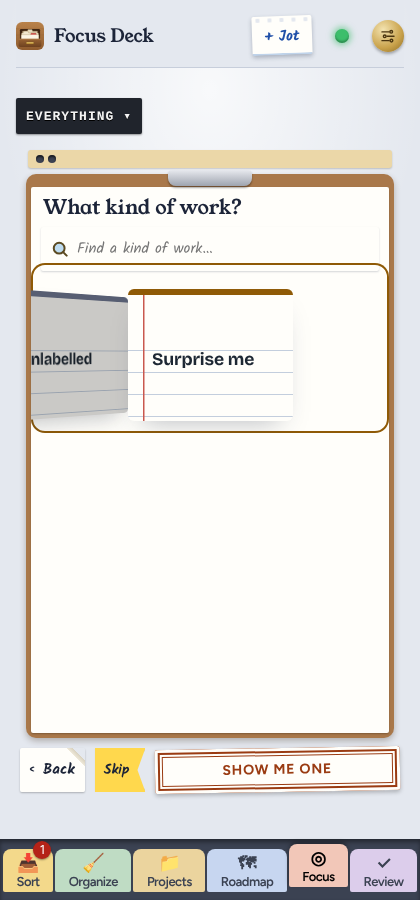 Focus Deck
+ Jot
EVERYTHING ▾
What kind of work?
Find a kind of work...
nlabelled
Surprise me
< Back
Skip
SHOW ME ONE
1
Sort
Organize
Projects
Roadmap
Focus
Review